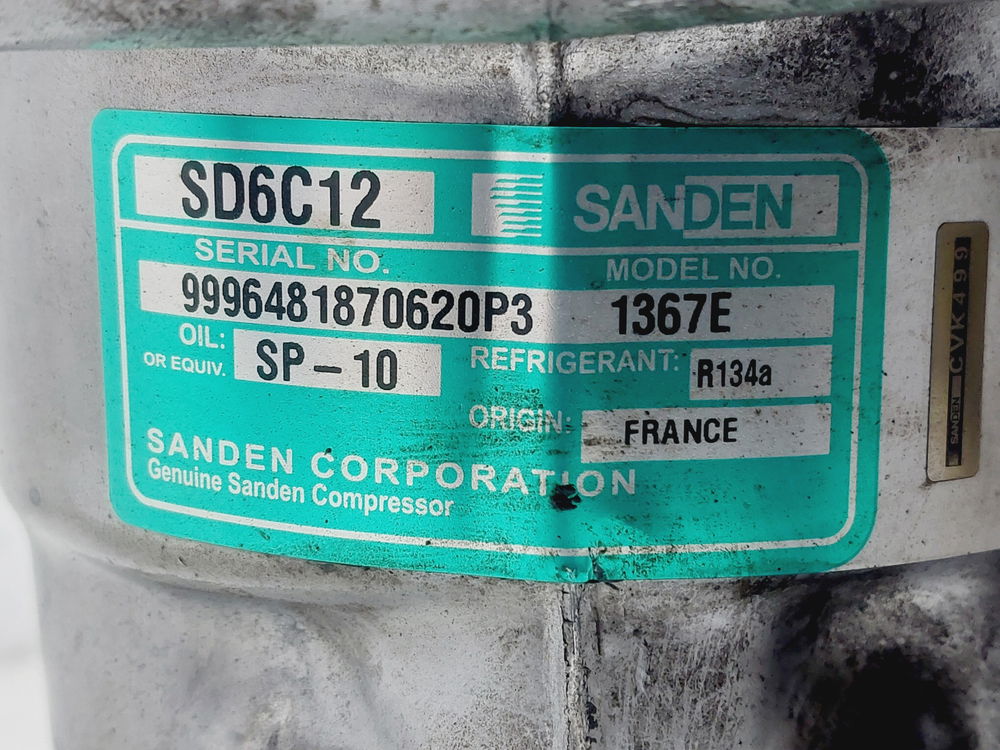 SD6C12
SANDEN
SERIAL NO.
MODEL NO.
9996481870620P3
1367E
OIL:
OR EQUIV.
SP-10
REFRIGERANT:
R134a
ORIGIN:
FRANCE
SANDEN CORPORATION
Genuine Sanden Compressor
SANDEN CVK499